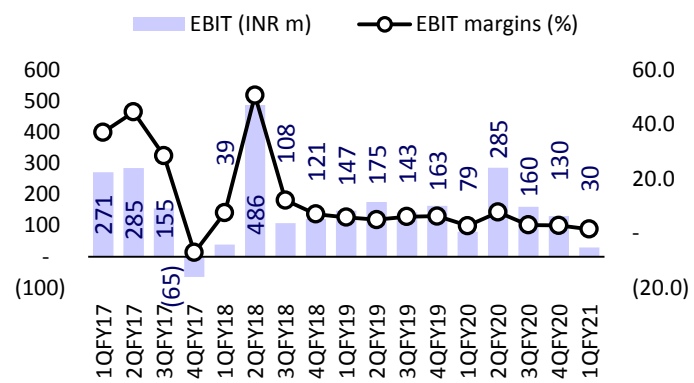 EBIT (INR m) EBIT margins (%)
600 60.0
500
400 40.0
300
200 20.0
100 -
-
(100) (20.0)
271 285 155 (65) 39 486 108 121 147 175 143 163 79 285 160 130 30
1QFY17 2QFY17 3QFY17 4QFY17 1QFY18 2QFY18 3QFY18 4QFY18 1QFY19 2QFY19 3QFY19 4QFY19 1QFY20 2QFY20 3QFY20 4QFY20 1QFY21